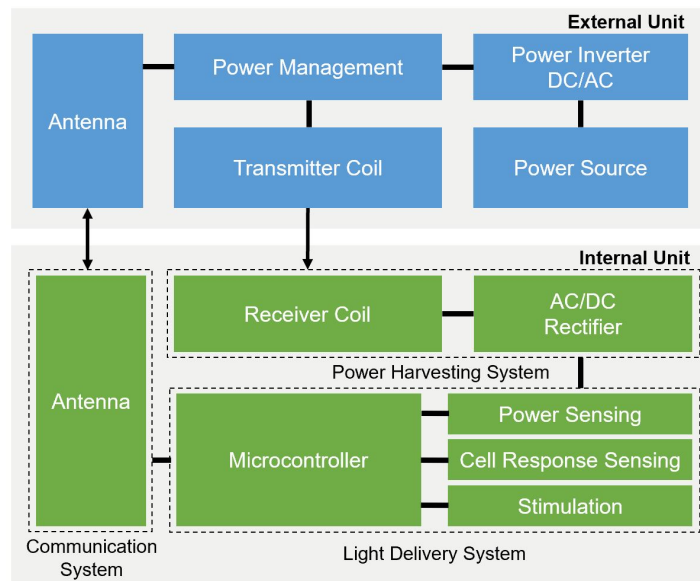 External Unit
Antenna
Power Management
Power Inverter
DC/AC
Transmitter Coil
Power Source
Internal Unit
Antenna
Receiver Coil
AC/DC
Rectifier
Power Harvesting System
Microcontroller
Power Sensing
Cell Response Sensing
Stimulation
Communication
System
Light Delivery System